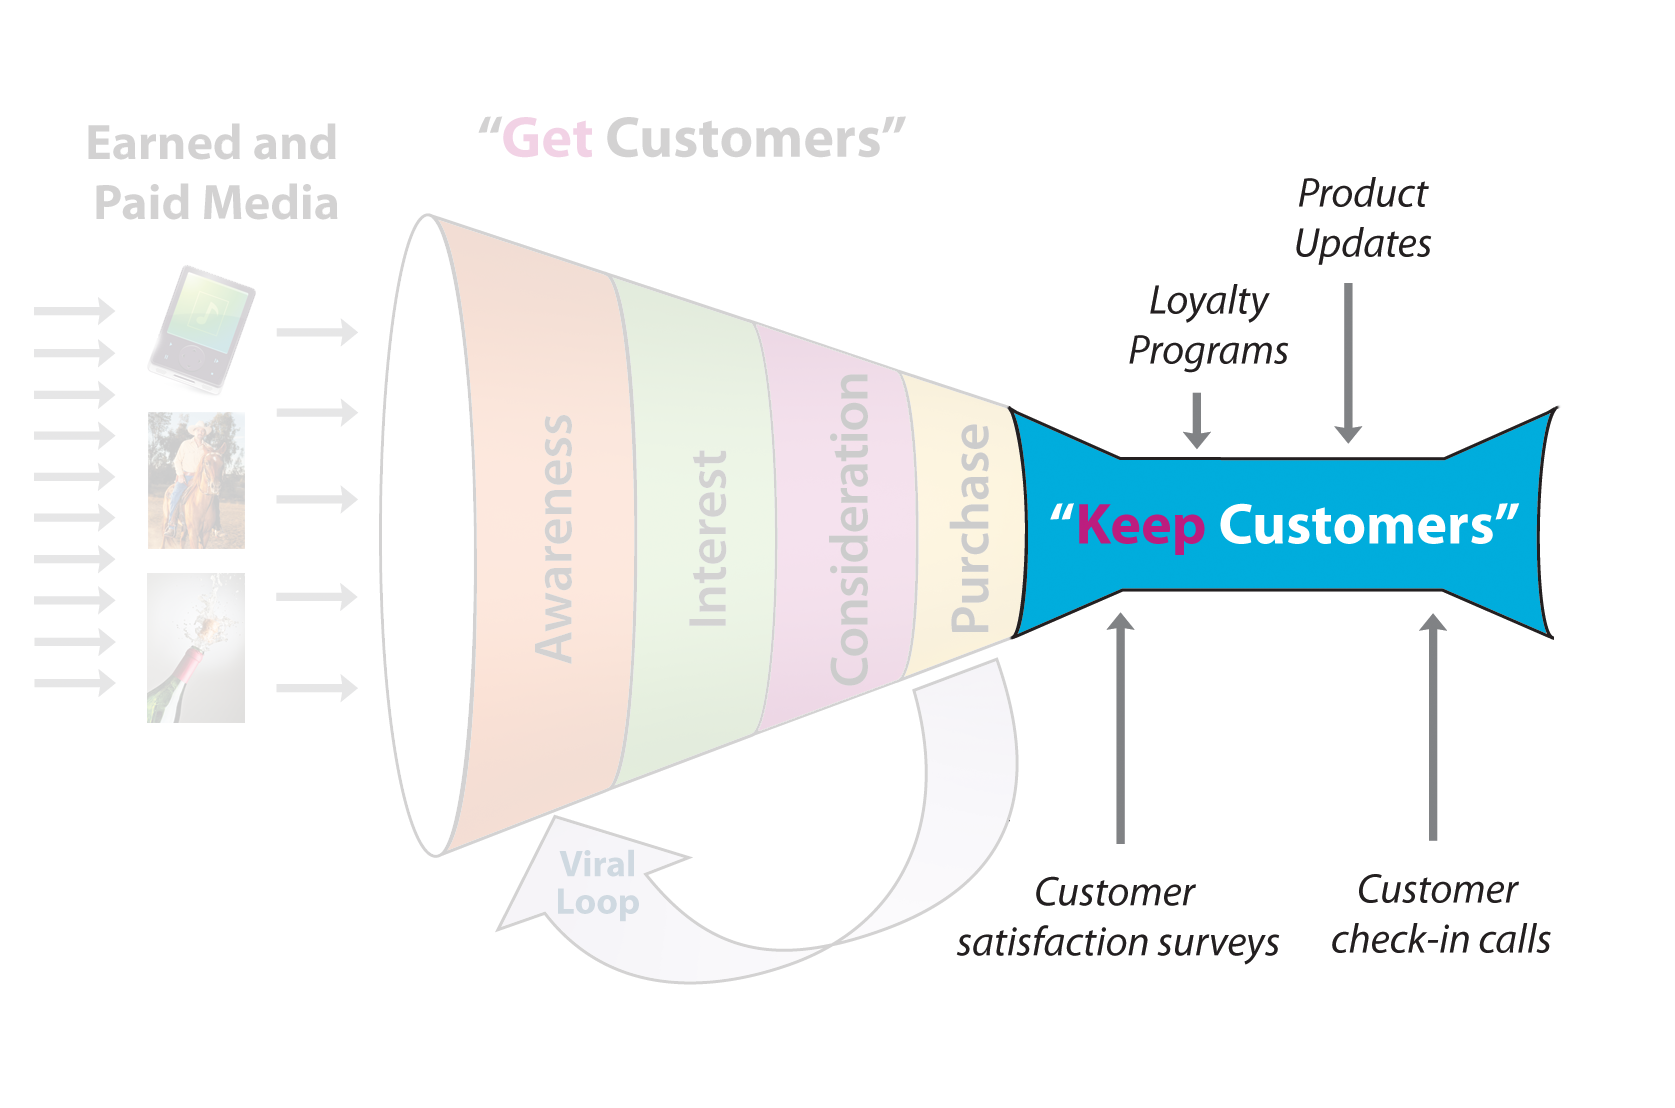 Earned and
Paid Media
“Get Customers”
Product
Updates
Loyalty
Programs
Awareness
Interest
Consideration
Purchase
“Keep Customers”
Viral
Loop
Customer
satisfaction surveys
Customer
check-in calls